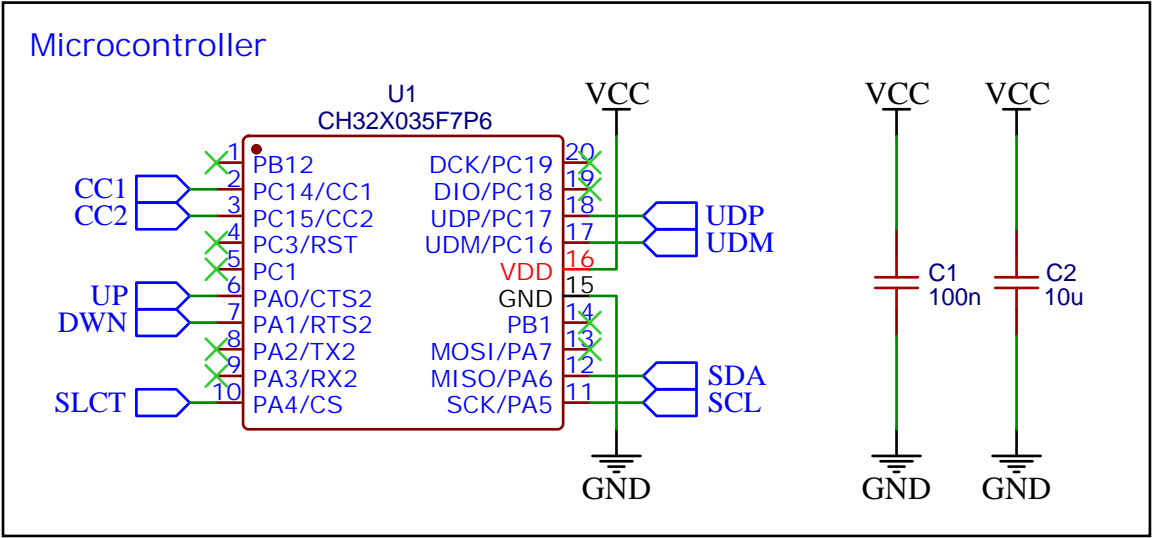 Microcontroller
U1
CH32X035F7P6
VCC
VCC
VCC
1 PB12 DCK/PC19 20
CC1 2 PC14/CC1 DIO/PC18 19
CC2 3 PC15/CC2 UDP/PC17 18 UDP
4 PC3/RST UDM/PC16 17 UDM
5 PC1 VDD 16
UP 6 PA0/CTS2 GND 15
DWN 7 PA1/RTS2 PB1 14
8 PA2/TX2 MOSI/PA7 13
9 PA3/RX2 MISO/PA6 12 SDA
SLCT 10 PA4/CS SCK/PA5 11 SCL
C1
100n
C2
10u
GND
GND
GND